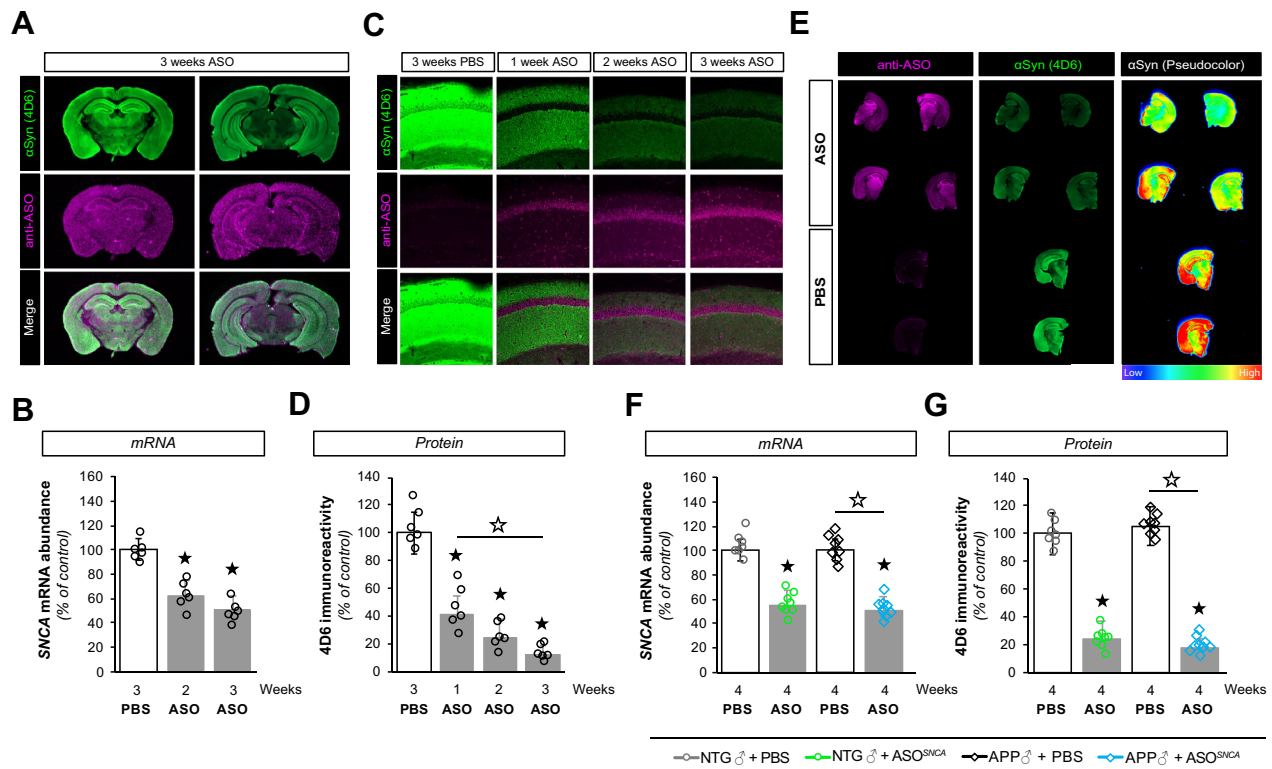 A
3 weeks ASO
αSyn (4D6)
anti-ASO
Merge
C
3 weeks PBS
1 week ASO
2 weeks ASO
3 weeks ASO
αSyn (4D6)
anti-ASO
Merge
E
anti-ASO
αSyn (4D6)
αSyn (Pseudocolor)
ASO
PBS
Low
High
B
mRNA
SNCA mRNA abundance
(% of control)
160
140
120
100
80
60
40
20
0
3 2 3 Weeks
PBS ASO ASO
D
Protein
4D6 immunoreactivity
(% of control)
140
120
100
80
60
40
20
0
3 1 2 3 Weeks
PBS ASO ASO ASO
F
mRNA
SNCA mRNA abundance
(% of control)
160
140
120
100
80
60
40
20
0
4 4 4 4 Weeks
PBS ASO PBS ASO
G
Protein
4D6 immunoreactivity
(% of control)
140
120
100
80
60
40
20
0
4 4 4 4 Weeks
PBS ASO PBS ASO
NTG ♂ + PBS
NTG ♂ + ASO^SNCA
APP♂ + PBS
APP♂ + ASO^SNCA